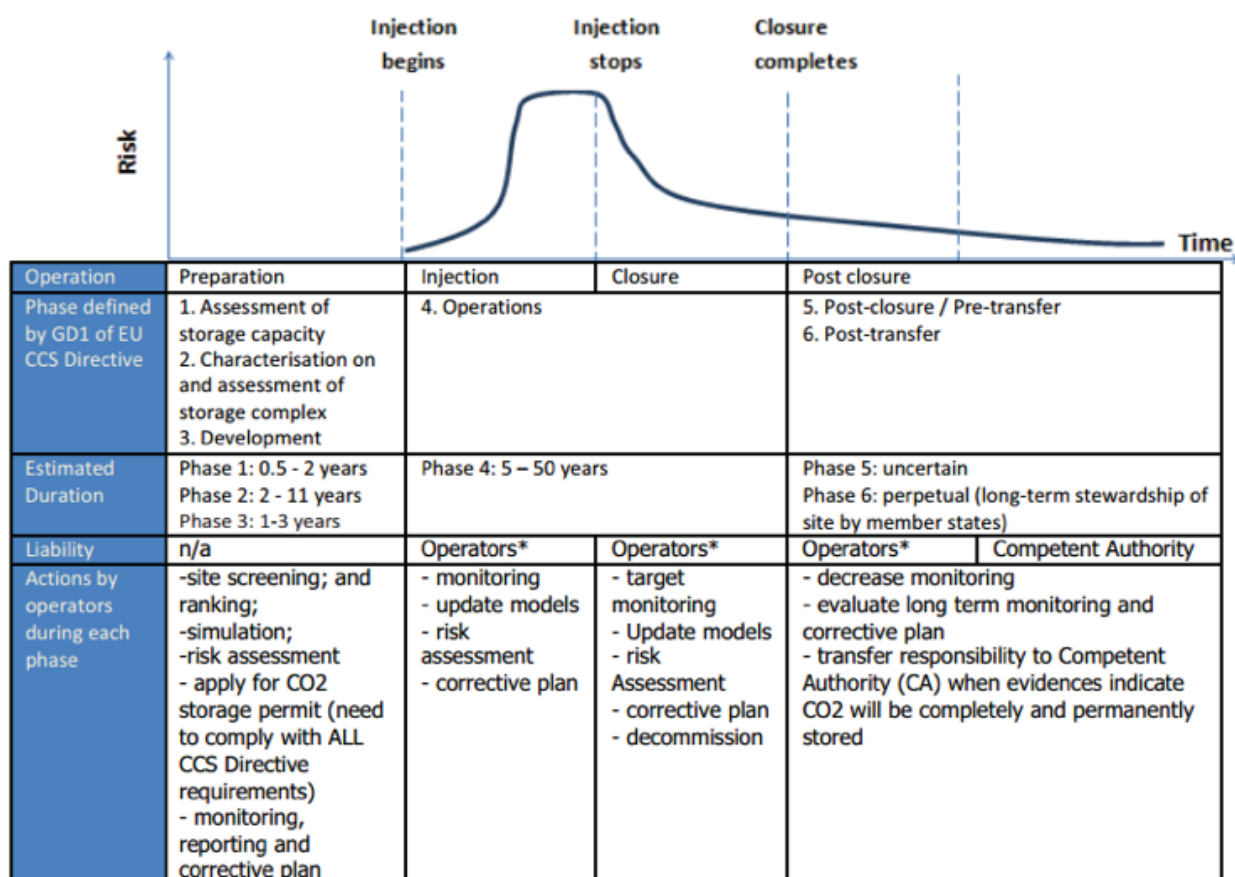 Injection begins
Injection stops
Closure completes
Risk
Time
Operation
Preparation
Injection
Closure
Post closure
Phase defined
by GD1 of EU
CCS Directive
1. Assessment of
storage capacity
2. Characterisation on
and assessment of
storage complex
3. Development
4. Operations
5. Post-closure / Pre-transfer
6. Post-transfer
Estimated
Duration
Phase 1: 0.5 - 2 years
Phase 2: 2 - 11 years
Phase 3: 1-3 years
Phase 4: 5 – 50 years
Phase 5: uncertain
Phase 6: perpetual (long-term stewardship of
site by member states)
Liability
n/a
Operators*
Operators*
Operators*
Competent Authority
Actions by
operators
during each
phase
-site screening; and
ranking;
-simulation;
-risk assessment
- apply for CO2
storage permit (need
to comply with ALL
CCS Directive
requirements)
- monitoring,
reporting and
corrective plan
- monitoring
- update models
- risk
assessment
- corrective plan
- target
monitoring
- Update models
- risk
Assessment
- corrective plan
- decommission
- decrease monitoring
- evaluate long term monitoring and
corrective plan
- transfer responsibility to Competent
Authority (CA) when evidences indicate
CO2 will be completely and permanently
stored